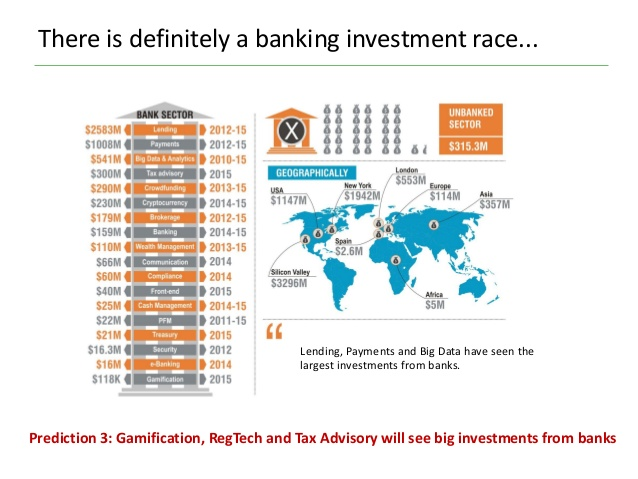 There is definitely a banking investment race...
BANK SECTOR
$2583M Lending 2012-15
$1008M Payments 2012-15
$541M Big Data & Analytics 2010-15
$300M Tax advisory 2015
$290M Crowdfunding 2013-15
$230M Cryptocurrency 2014-15
$179M Brokerage 2012-15
$159M Banking 2014-15
$110M Wealth Management 2013-15
$66M Communication 2014
$60M Compliance 2014
$40M Front-end 2015
$25M Cash Management 2014-15
$22M PFM 2011-15
$21M Treasury 2015
$16.3M Security 2012
$16M e-Banking 2014
$118K Gamification 2015
X
UNBANKED
SECTOR
$315.3M
GEOGRAPHICALLY
USA
$1147M
New York
$1942M
London
$553M
Europe
$114M
Asia
$357M
Spain
$2.6M
Silicon Valley
$3296M
Africa
$5M
“
Lending, Payments and Big Data have seen the
largest investments from banks.
Prediction 3: Gamification, RegTech and Tax Advisory will see big investments from banks